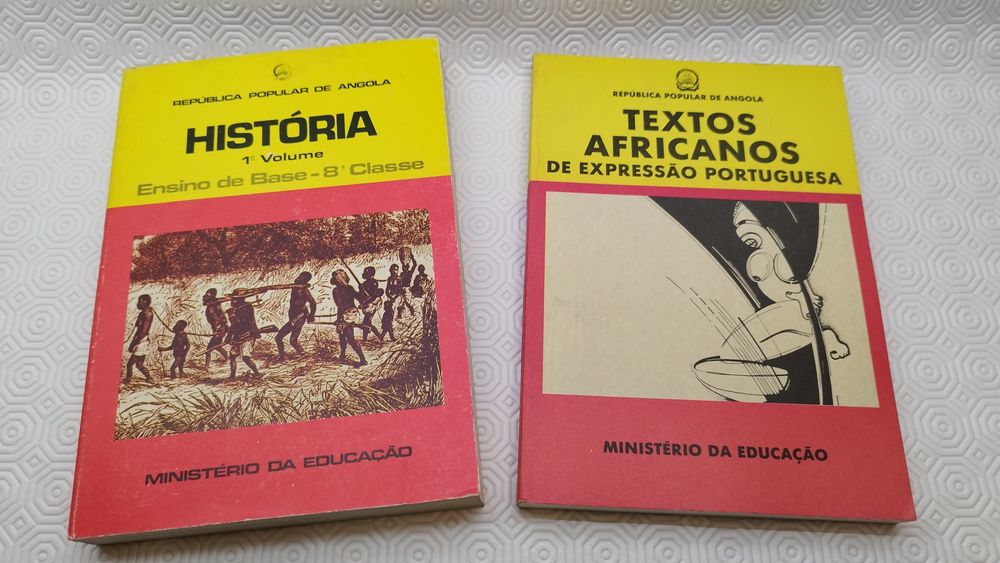 REPÚBLICA POPULAR DE ANGOLA
HISTÓRIA
1º Volume
Ensino de Base - 8ª Classe
MINISTÉRIO DA EDUCAÇÃO
REPÚBLICA POPULAR DE ANGOLA
TEXTOS
AFRICANOS
DE EXPRESSÃO PORTUGUESA
MINISTÉRIO DA EDUCAÇÃO